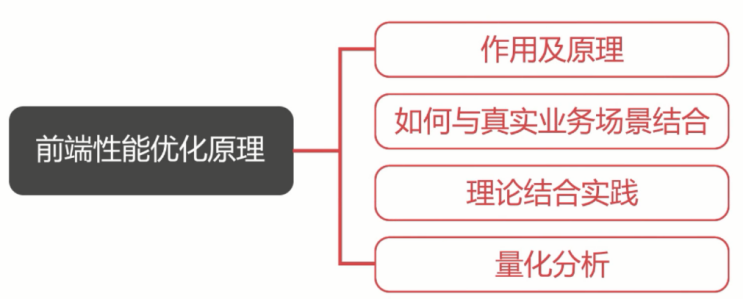 前端性能优化原理
作用及原理
如何与真实业务场景结合
理论结合实践
量化分析